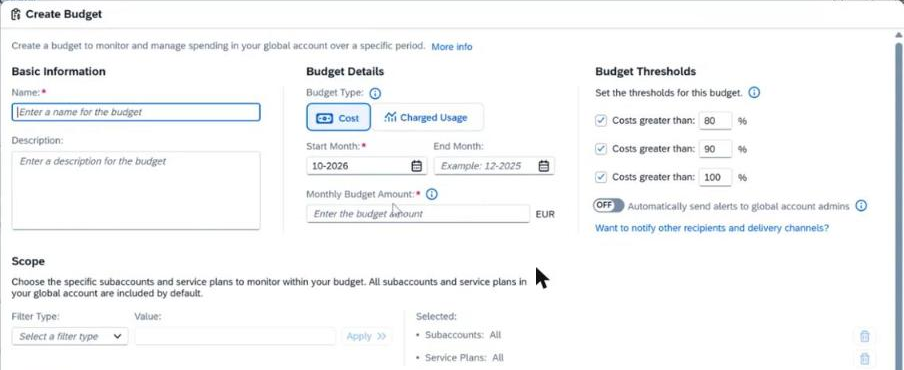 Create Budget
Create a budget to monitor and manage spending in your global account over a specific period. More info
Basic Information
Name:*
Enter a name for the budget
Description:
Enter a description for the budget
Budget Details
Budget Type:
Cost
Charged Usage
Start Month:*
End Month:
10-2026
Example: 12-2025
Monthly Budget Amount:*
Enter the budget amount
EUR
Budget Thresholds
Set the thresholds for this budget.
Costs greater than: 80 %
Costs greater than: 90 %
Costs greater than: 100 %
OFF Automatically send alerts to global account admins
Want to notify other recipients and delivery channels?
Scope
Choose the specific subaccounts and service plans to monitor within your budget. All subaccounts and service plans in
your global account are included by default.
Filter Type:
Value:
Select a filter type
Apply >>
Selected:
• Subaccounts: All
• Service Plans: All